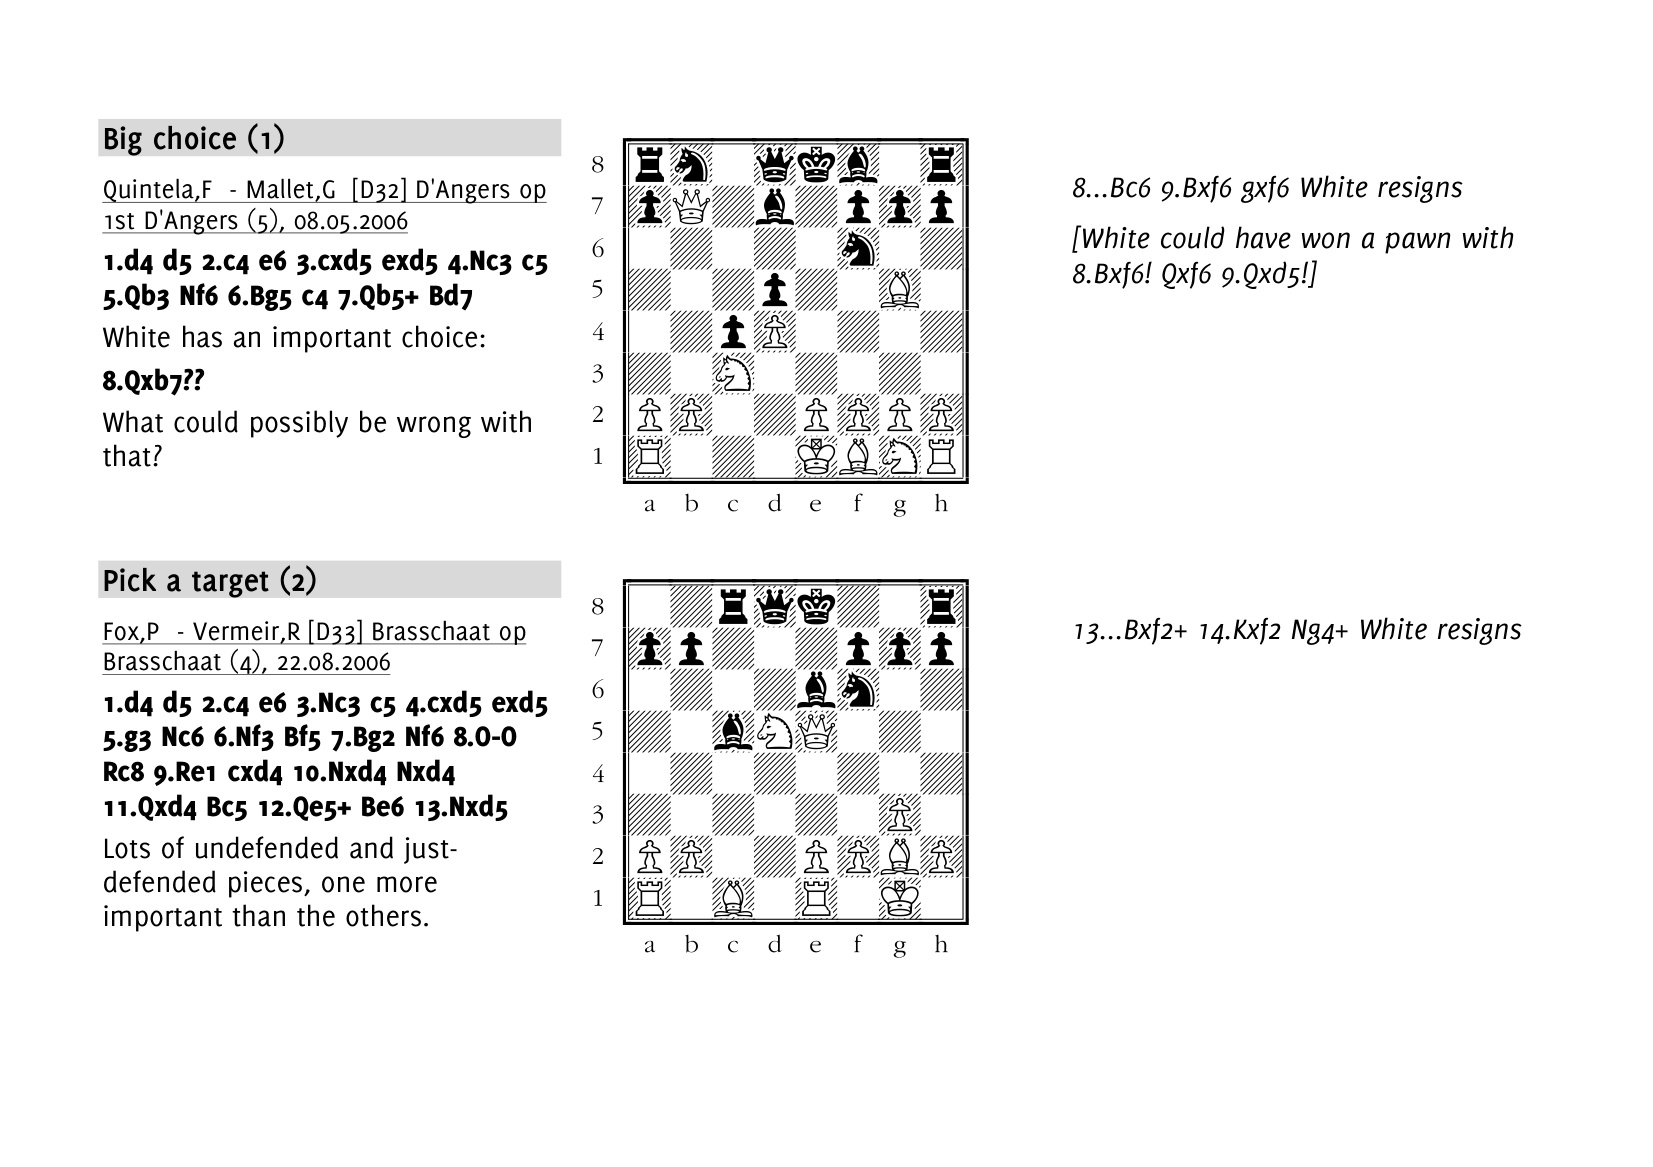 Big choice (1)
Quintela,F - Mallet,G [D32] D'Angers op
1st D'Angers (5), 08.05.2006
1.d4 d5 2.c4 e6 3.cxd5 exd5 4.Nc3 c5
5.Qb3 Nf6 6.Bg5 c4 7.Qb5+ Bd7
White has an important choice:
8.Qxb7??
What could possibly be wrong with
that?
8
7
6
5
4
3
2
1
a b c d e f g h
8...Bc6 9.Bxf6 gxf6 White resigns
[White could have won a pawn with
8.Bxf6! Qxf6 9.Qxd5!]
Pick a target (2)
Fox,P - Vermeir,R [D33] Brasschaat op
Brasschaat (4), 22.08.2006
1.d4 d5 2.c4 e6 3.Nc3 c5 4.cxd5 exd5
5.g3 Nc6 6.Nf3 Bf5 7.Bg2 Nf6 8.O-O
Rc8 9.Re1 cxd4 10.Nxd4 Nxd4
11.Qxd4 Bc5 12.Qe5+ Be6 13.Nxd5
Lots of undefended and just-
defended pieces, one more
important than the others.
8
7
6
5
4
3
2
1
a b c d e f g h
13...Bxf2+ 14.Kxf2 Ng4+ White resigns